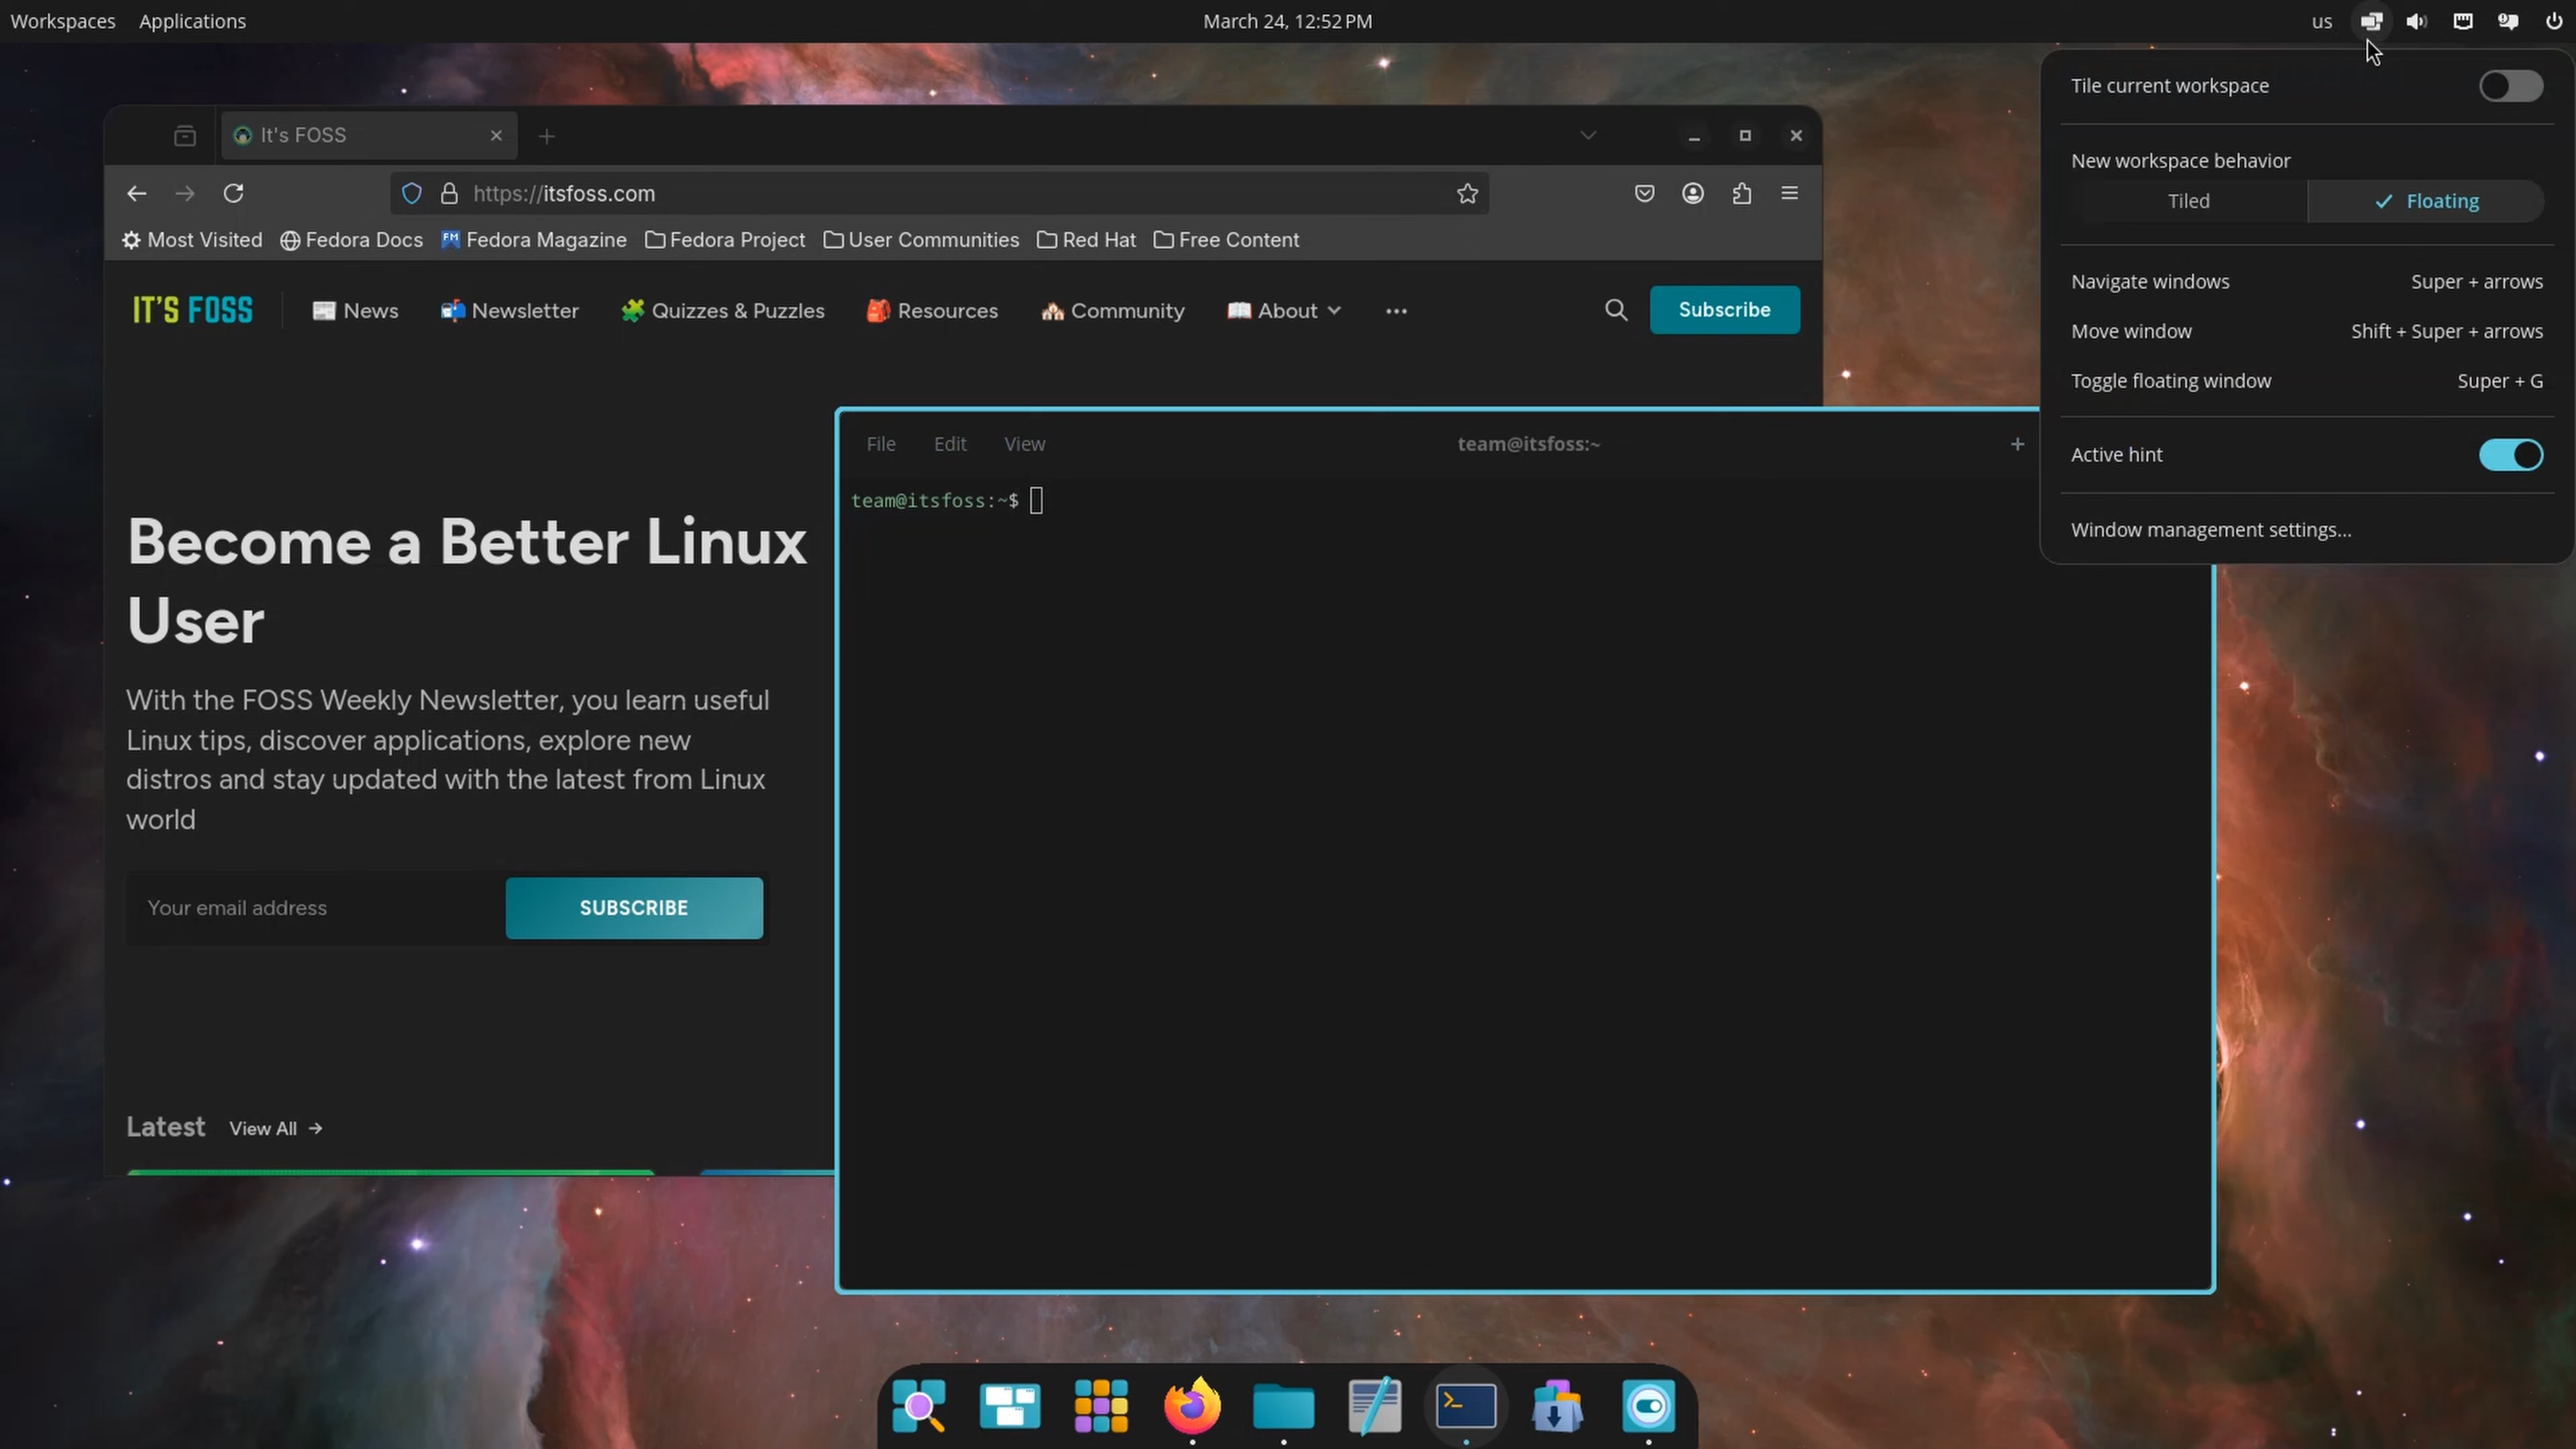 Workspaces Applications March 24, 12:52 PM us
Tile current workspace
New workspace behavior
Tiled Floating
Navigate windows Super + arrows
Move window Shift + Super + arrows
Toggle floating window Super + G
Active hint
Window management settings...
It's FOSS
https://itsfoss.com
Most Visited Fedora Docs Fedora Magazine Fedora Project User Communities Red Hat Free Content
IT'S FOSS News Newsletter Quizzes & Puzzles Resources Community About Subscribe
Become a Better Linux
User
With the FOSS Weekly Newsletter, you learn useful
Linux tips, discover applications, explore new
distros and stay updated with the latest from Linux
world
Your email address SUBSCRIBE
Latest View All →
File Edit View team@itsfoss:~
team@itsfoss:~$